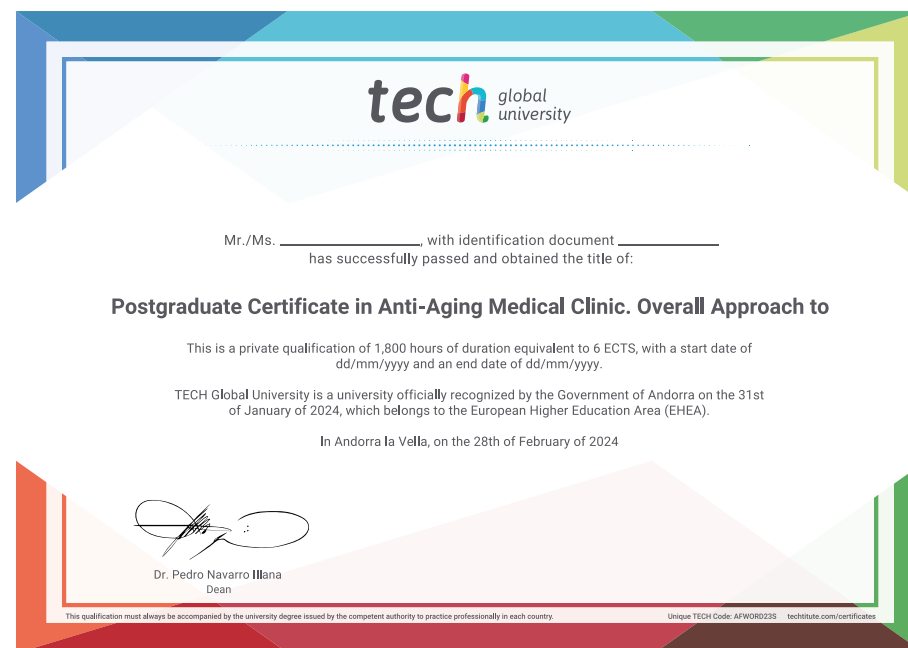 tech global university
Mr./Ms. ____________________, with identification document ______________
has successfully passed and obtained the title of:
Postgraduate Certificate in Anti-Aging Medical Clinic. Overall Approach to
This is a private qualification of 1,800 hours of duration equivalent to 6 ECTS, with a start date of
dd/mm/yyyy and an end date of dd/mm/yyyy.
TECH Global University is a university officially recognized by the Government of Andorra on the 31st
of January of 2024, which belongs to the European Higher Education Area (EHEA).
In Andorra la Vella, on the 28th of February of 2024
Dr. Pedro Navarro Illana
Dean
This qualification must always be accompanied by the university degree issued by the competent authority to practice professionally in each country. Unique TECH Code: AFWORD23S techtitute.com/certificates